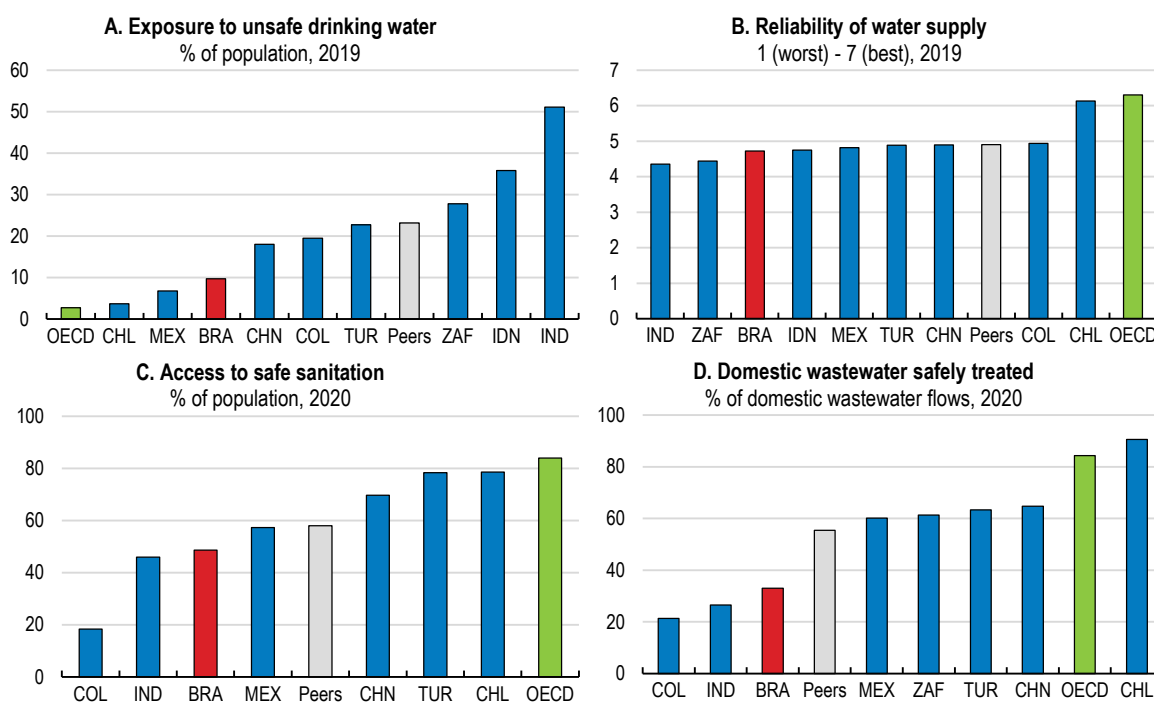 A. Exposure to unsafe drinking water
% of population, 2019
60
50
40
30
20
10
0
OECD CHL MEX BRA CHN COL TUR Peers ZAF IDN IND
B. Reliability of water supply
1 (worst) - 7 (best), 2019
7
6
5
4
3
2
1
0
IND ZAF BRA IDN MEX TUR CHN Peers COL CHL OECD
C. Access to safe sanitation
% of population, 2020
100
80
60
40
20
0
COL IND BRA MEX Peers CHN TUR CHL OECD
D. Domestic wastewater safely treated
% of domestic wastewater flows, 2020
100
80
60
40
20
0
COL IND BRA Peers MEX ZAF TUR CHN OECD CHL